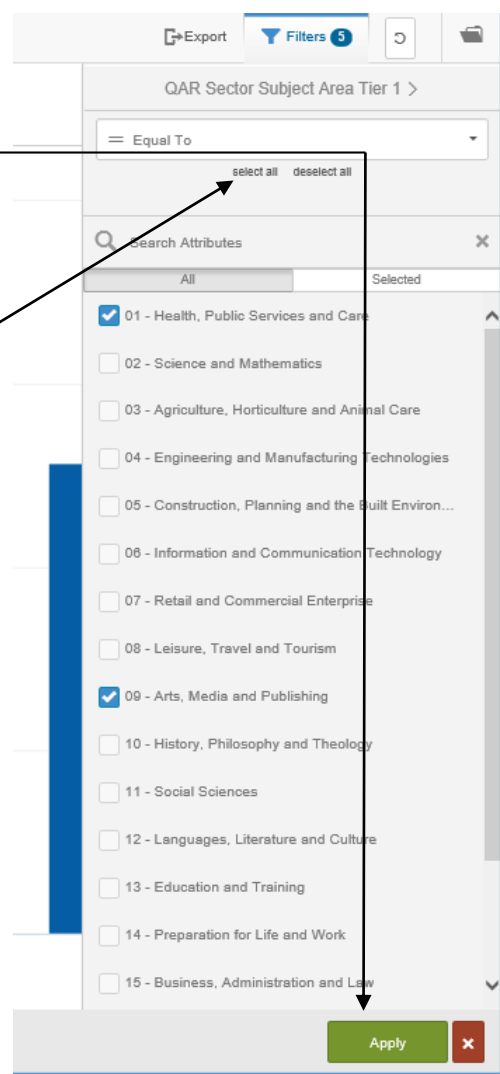 Export Filters 5
QAR Sector Subject Area Tier 1 >
= Equal To
select all deselect all
Search Attributes
All Selected
01 - Health, Public Services and Care
02 - Science and Mathematics
03 - Agriculture, Horticulture and Animal Care
04 - Engineering and Manufacturing Technologies
05 - Construction, Planning and the Built Environ...
06 - Information and Communication Technology
07 - Retail and Commercial Enterprise
08 - Leisure, Travel and Tourism
09 - Arts, Media and Publishing
10 - History, Philosophy and Theology
11 - Social Sciences
12 - Languages, Literature and Culture
13 - Education and Training
14 - Preparation for Life and Work
15 - Business, Administration and Law
Apply